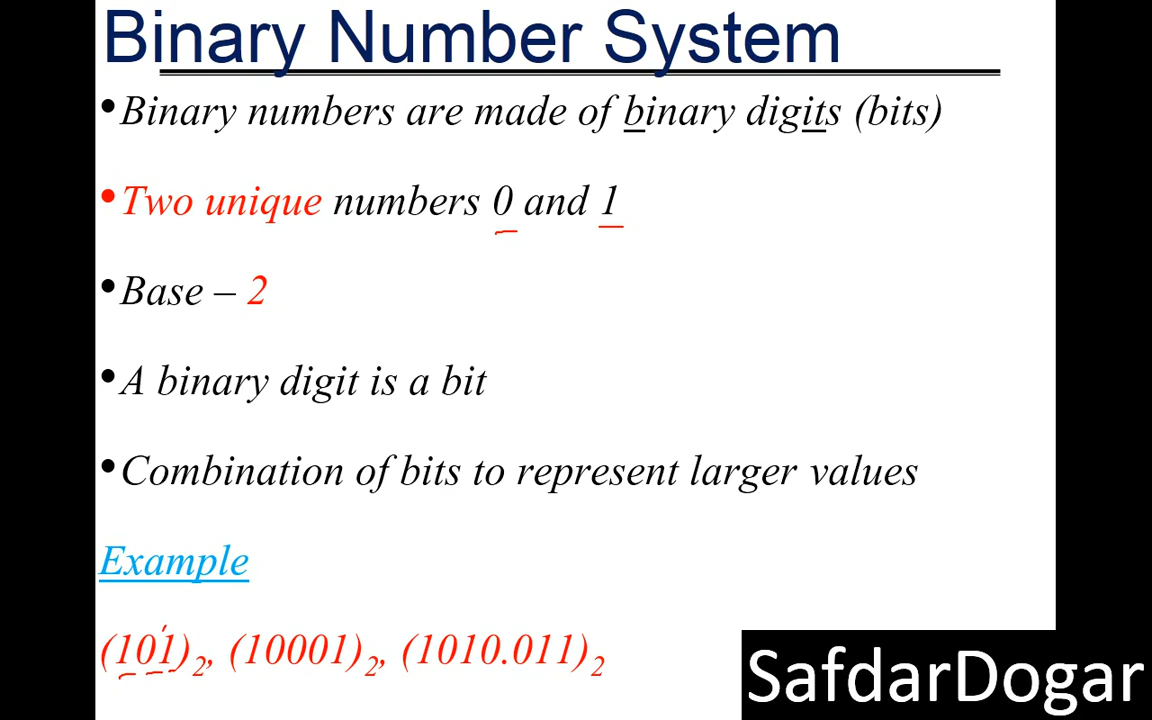 Binary Number System
•Binary numbers are made of binary digits (bits)
•Two unique numbers 0 and 1
•Base – 2
•A binary digit is a bit
•Combination of bits to represent larger values
Example
(101)₂, (10001)₂, (1010.011)₂
SafdarDogar